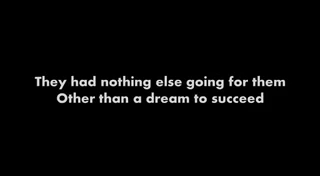 They had nothing else going for them
Other than a dream to succeed